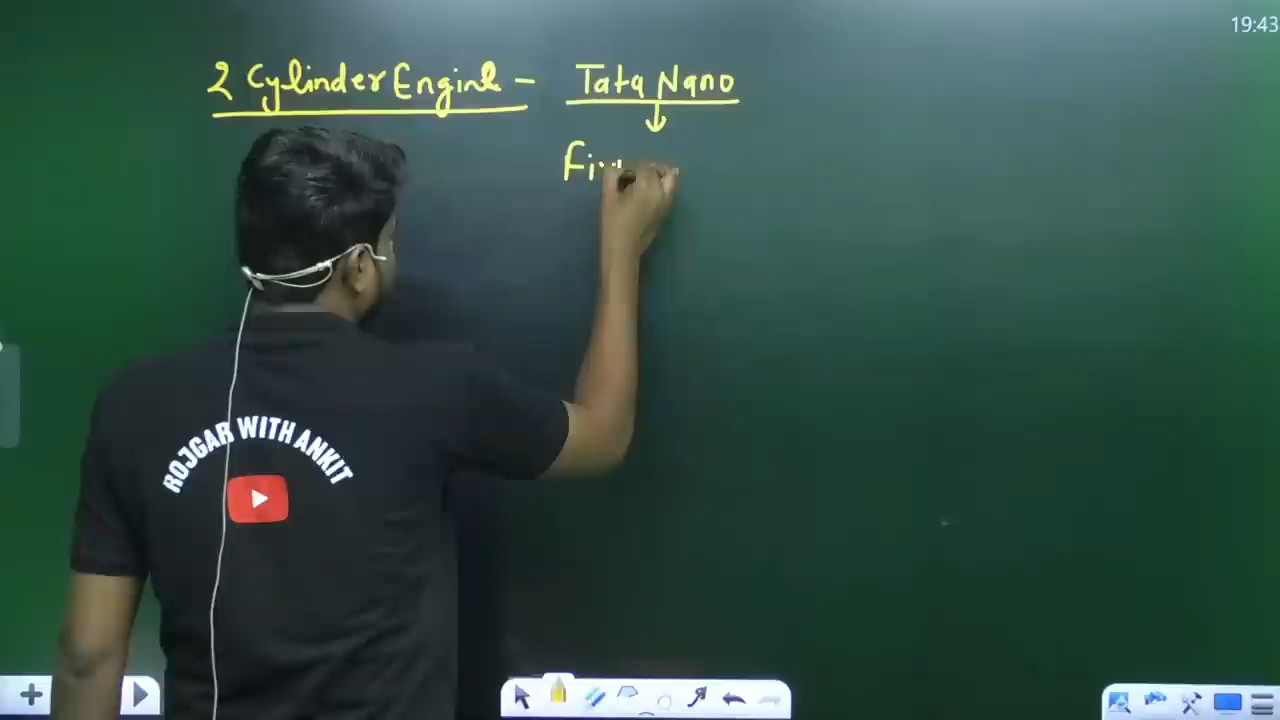 19:43
2 Cylinder Engine - Tata Nano
↓
ROJGAR WITH ANKIT